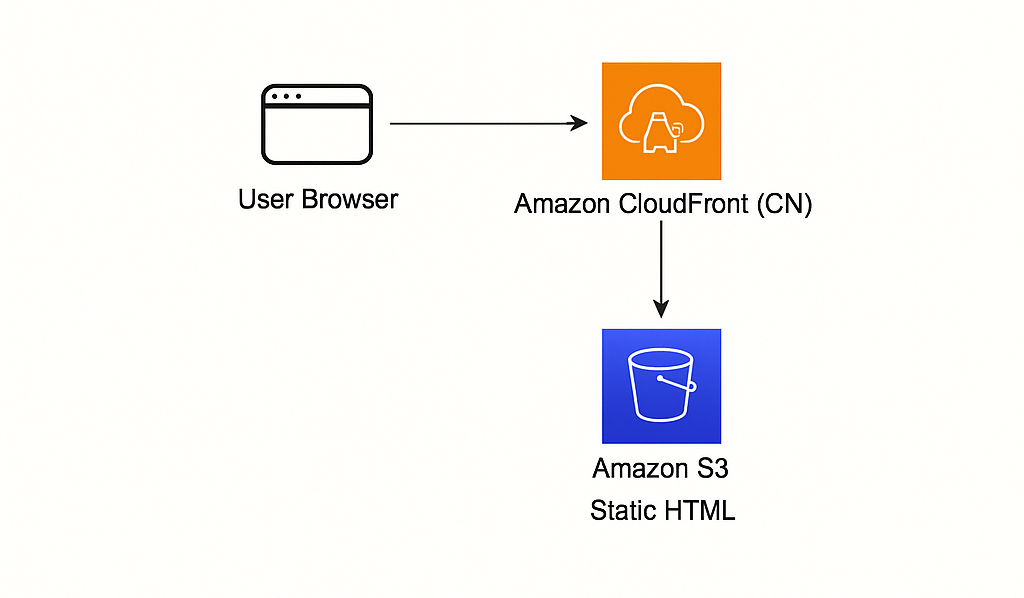 User Browser
Amazon CloudFront (CN)
Amazon S3
Static HTML